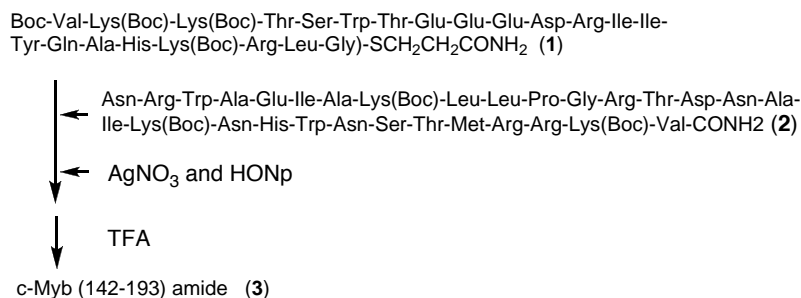 Boc-Val-Lys(Boc)-Lys(Boc)-Thr-Ser-Trp-Thr-Glu-Glu-Glu-Asp-Arg-Ile-Ile-
Tyr-Gln-Ala-His-Lys(Boc)-Arg-Leu-Gly)-SCH₂CH₂CONH₂ (1)
Asn-Arg-Trp-Ala-Glu-Ile-Ala-Lys(Boc)-Leu-Leu-Pro-Gly-Arg-Thr-Asp-Asn-Ala-
Ile-Lys(Boc)-Asn-His-Trp-Asn-Ser-Thr-Met-Arg-Arg-Lys(Boc)-Val-CONH2 (2)
AgNO₃ and HONp
TFA
c-Myb (142-193) amide (3)